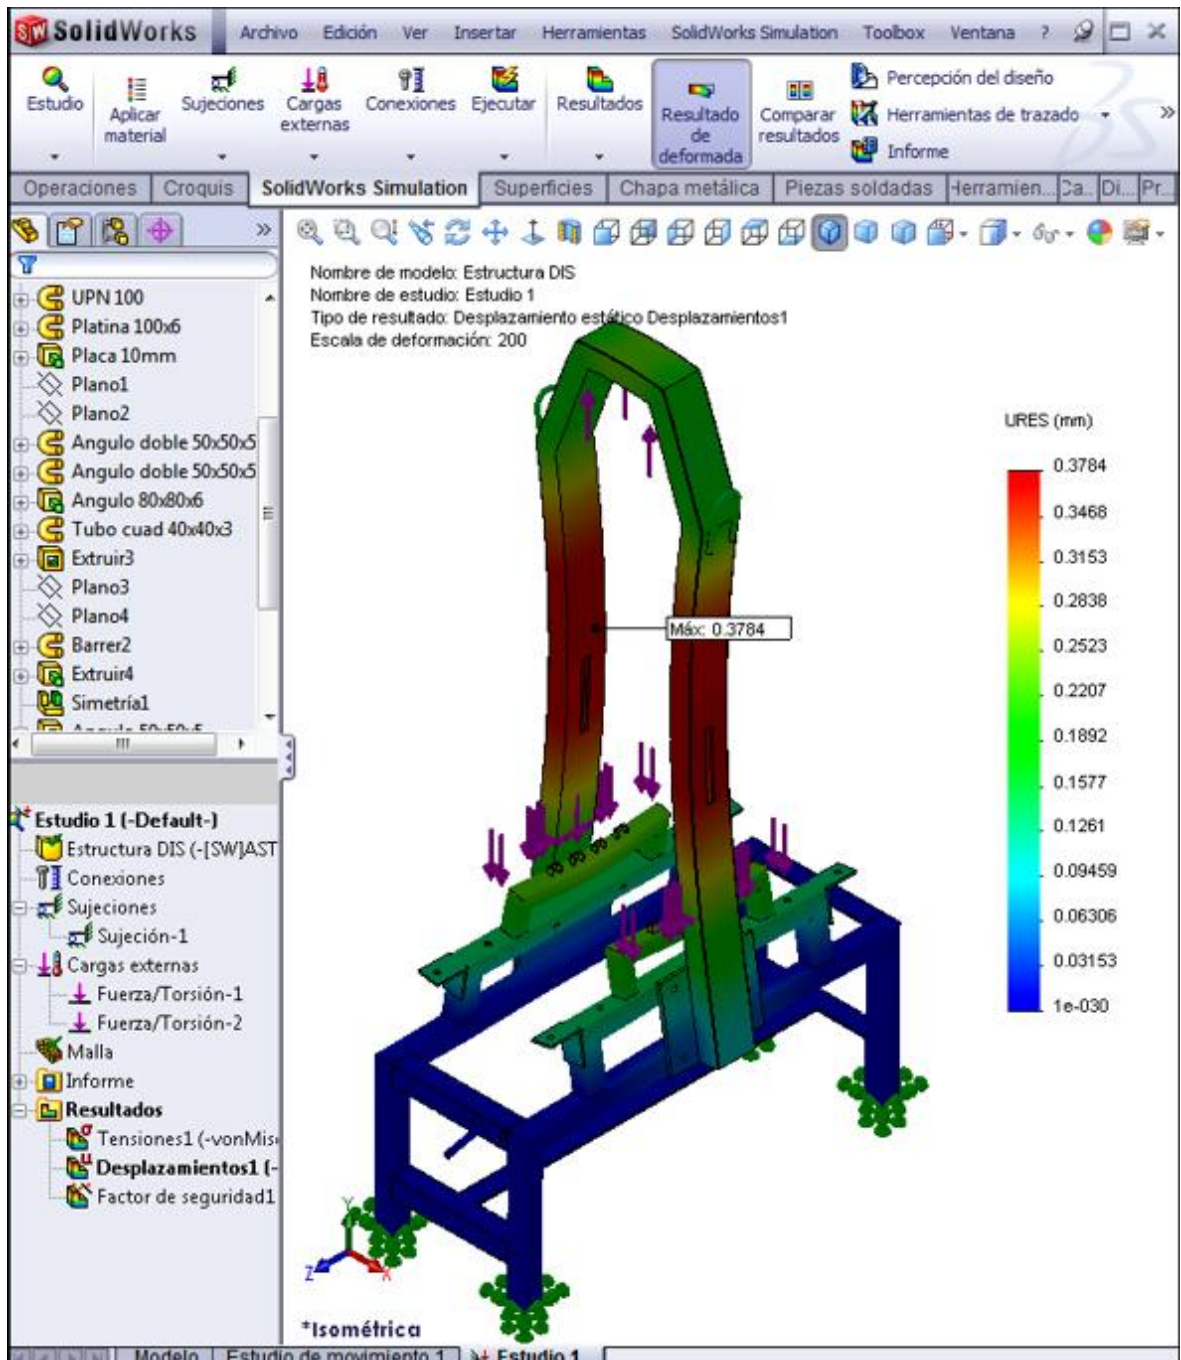 SolidWorks Archivo Edición Ver Insertar Herramientas SolidWorks Simulation Toolbox Ventana ?
Estudio
Aplicar material
Sujeciones
Cargas externas
Conexiones
Ejecutar
Resultados
Resultado de deformada
Comparar resultados
Percepción del diseño
Herramientas de trazado
Informe
Operaciones Croquis SolidWorks Simulation Superficies Chapa metálica Piezas soldadas Herramien... Ca... Di... Pr...
UPN 100
Platina 100x6
Placa 10mm
Plano1
Plano2
Angulo doble 50x50x5
Angulo doble 50x50x5
Angulo 80x80x6
Tubo cuad 40x40x3
Extruir3
Plano3
Plano4
Barrer2
Extruir4
Simetría1
Angulo 50x50x5
Estudio 1 (-Default-)
Estructura DIS (-[SW]AST
Conexiones
Sujeciones
Sujeción-1
Cargas externas
Fuerza/Torsión-1
Fuerza/Torsión-2
Malla
Informe
Resultados
Tensiones1 (-vonMis
Desplazamientos1 (-
Factor de seguridad1
Nombre de modelo: Estructura DIS
Nombre de estudio: Estudio 1
Tipo de resultado: Desplazamiento estático Desplazamientos1
Escala de deformación: 200
Máx: 0.3784
URES (mm)
0.3784
0.3468
0.3153
0.2838
0.2523
0.2207
0.1892
0.1577
0.1261
0.09459
0.06306
0.03153
1e-030
Y
Z
X
*Isométrica
Modelo Estudio de movimiento 1 Estudio 1